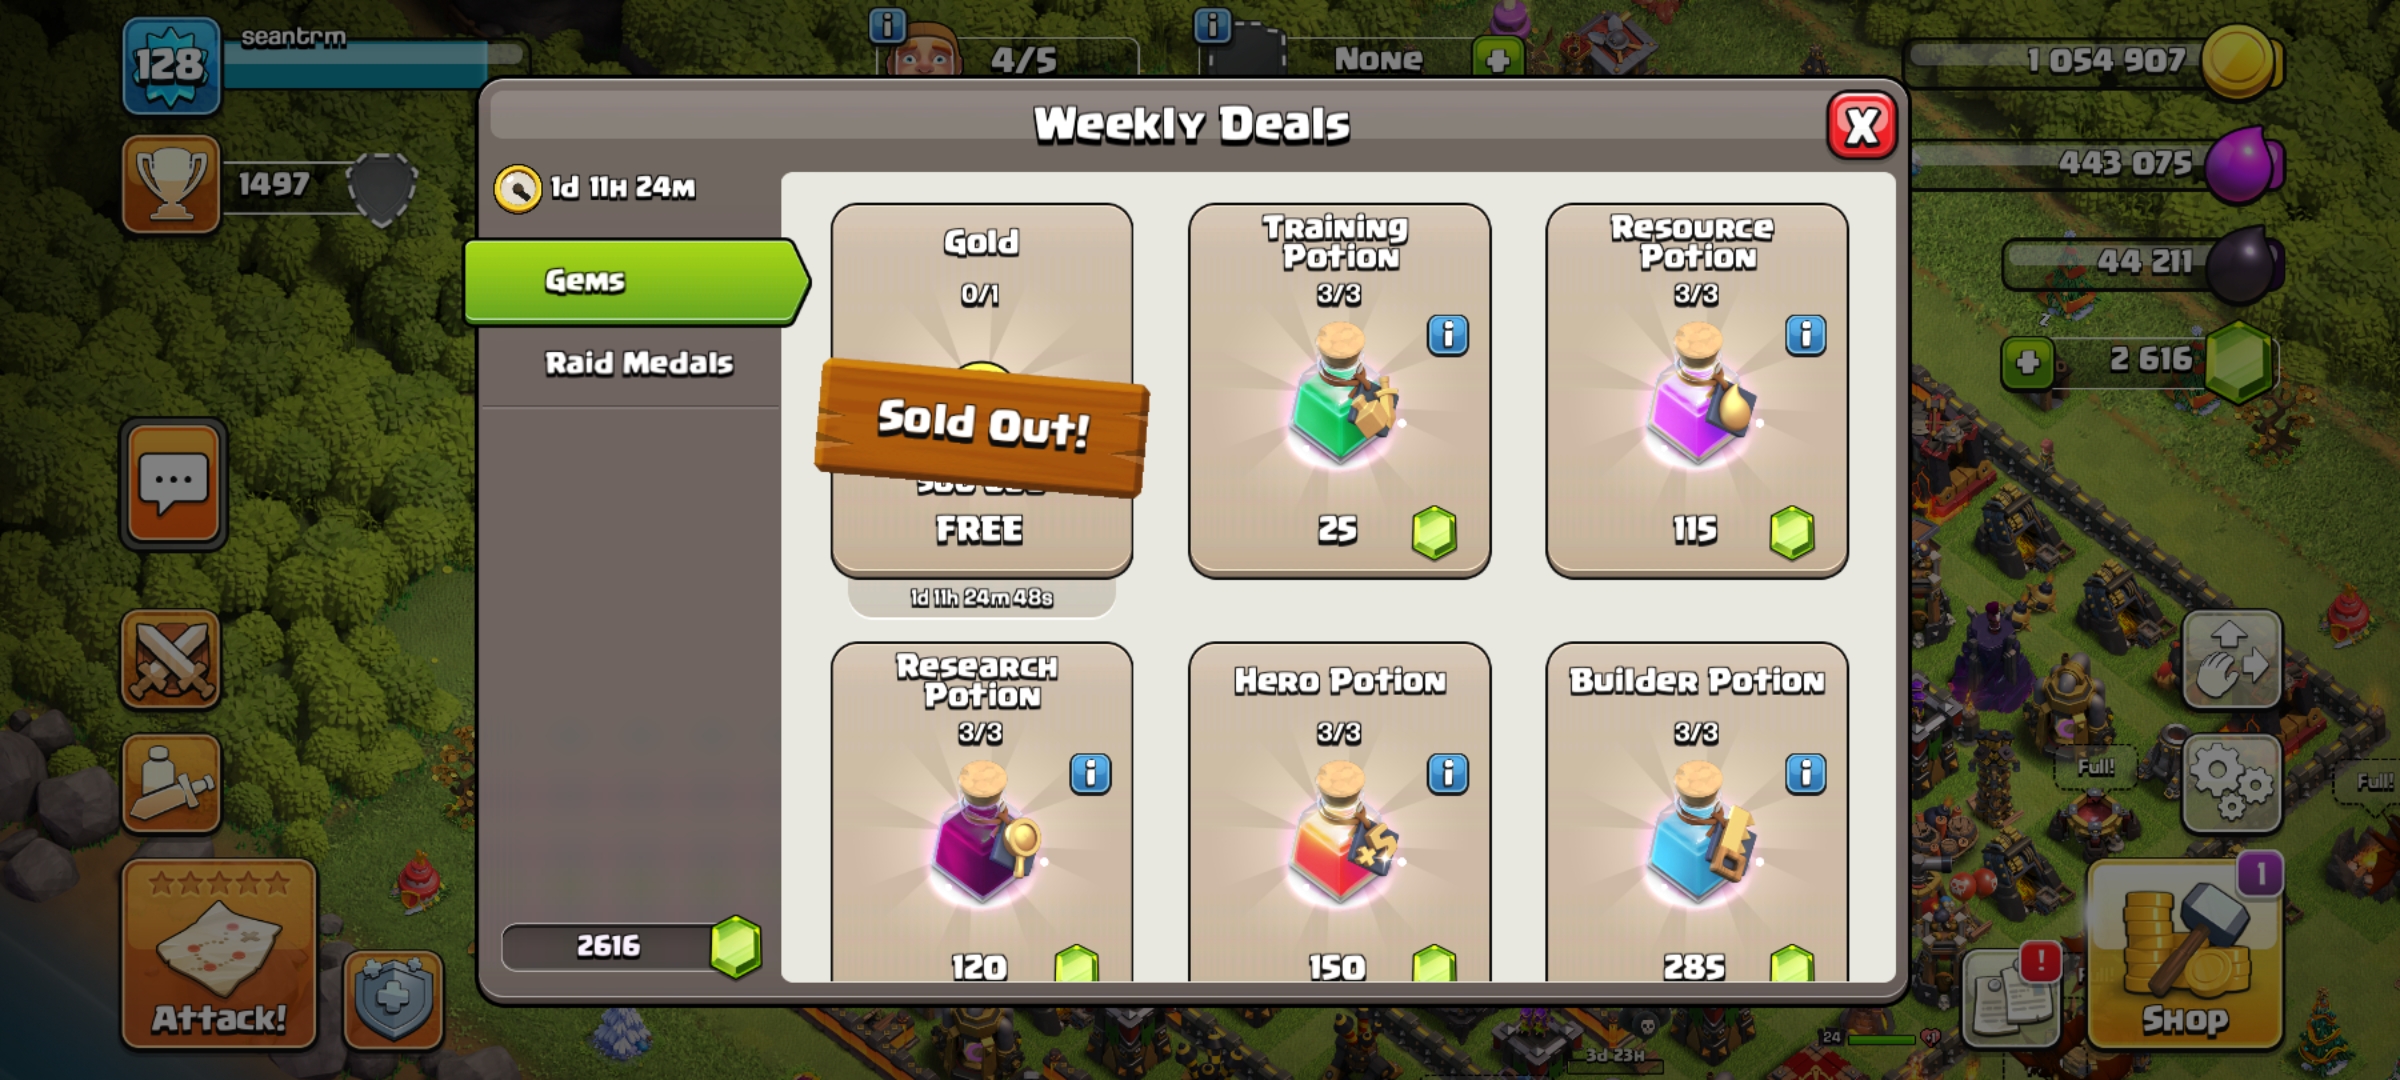 128
seantrm
4/5
None
1 054 907
Weekly Deals
X
1497
1d 11H 24M
443 075
Gems
Raid Medals
44 211
2 616
Gold
0/1
Sold Out!
FREE
1d 11h 24m 48s
Training
Potion
3/3
25
Resource
Potion
3/3
115
Research
Potion
3/3
120
Hero Potion
3/3
+5
150
Builder Potion
3/3
285
2616
Attack!
Full!
Full!
1
!
Shop
24
3d 23H